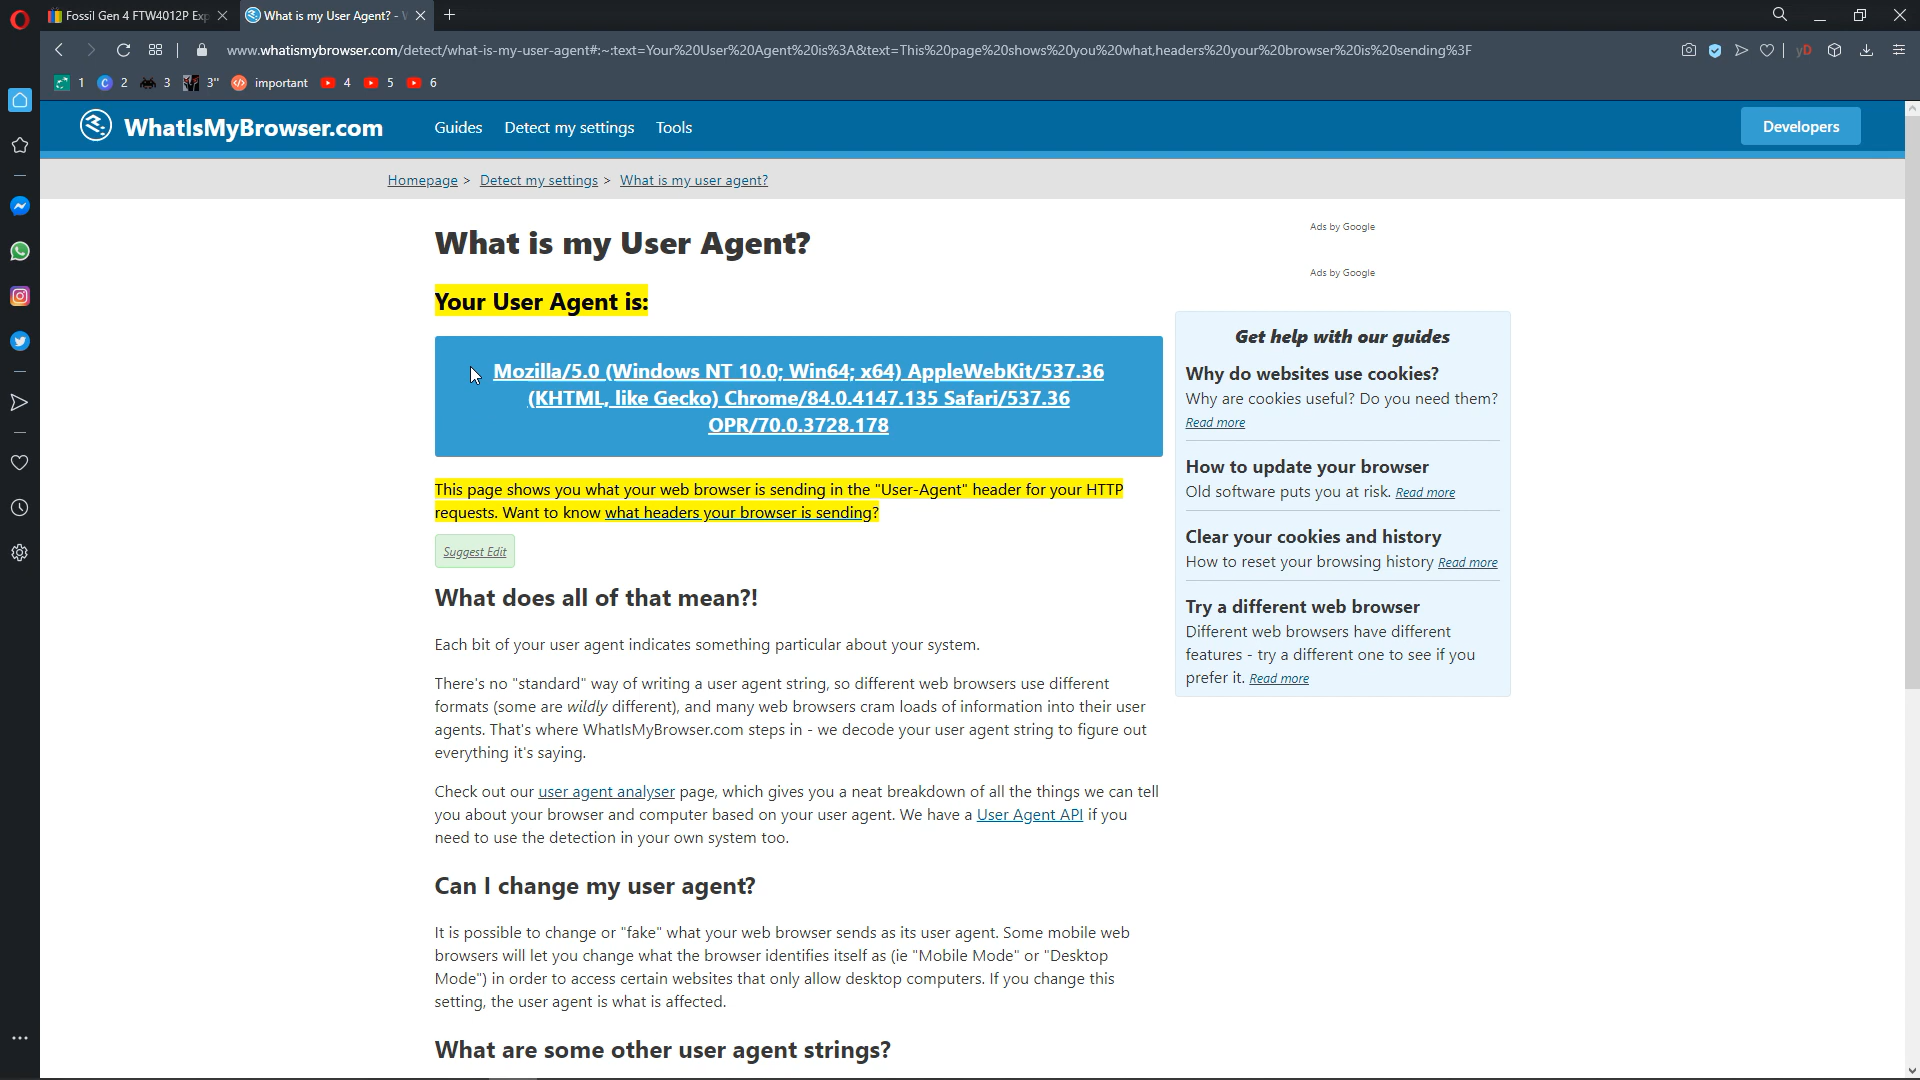 Fossil Gen 4 FTW4012P Exp
What is my User Agent? -
www.whatismybrowser.com/detect/what-is-my-user-agent#:~:text=Your%20User%20Agent%20is%3A&text=This%20page%20shows%20you%20what,headers%20your%20browser%20is%20sending%3F
yD
1 2 3 3" important 4 5 6
WhatIsMyBrowser.com
Guides Detect my settings Tools
Developers
Homepage > Detect my settings > What is my user agent?
What is my User Agent?
Your User Agent is:
Mozilla/5.0 (Windows NT 10.0; Win64; x64) AppleWebKit/537.36
(KHTML, like Gecko) Chrome/84.0.4147.135 Safari/537.36
OPR/70.0.3728.178
This page shows you what your web browser is sending in the "User-Agent" header for your HTTP
requests. Want to know what headers your browser is sending?
Suggest Edit
What does all of that mean?!
Each bit of your user agent indicates something particular about your system.
There's no "standard" way of writing a user agent string, so different web browsers use different
formats (some are wildly different), and many web browsers cram loads of information into their user
agents. That's where WhatIsMyBrowser.com steps in - we decode your user agent string to figure out
everything it's saying.
Check out our user agent analyser page, which gives you a neat breakdown of all the things we can tell
you about your browser and computer based on your user agent. We have a User Agent API if you
need to use the detection in your own system too.
Can I change my user agent?
It is possible to change or "fake" what your web browser sends as its user agent. Some mobile web
browsers will let you change what the browser identifies itself as (ie "Mobile Mode" or "Desktop
Mode") in order to access certain websites that only allow desktop computers. If you change this
setting, the user agent is what is affected.
What are some other user agent strings?
Ads by Google
Ads by Google
Get help with our guides
Why do websites use cookies?
Why are cookies useful? Do you need them?
Read more
How to update your browser
Old software puts you at risk. Read more
Clear your cookies and history
How to reset your browsing history Read more
Try a different web browser
Different web browsers have different
features - try a different one to see if you
prefer it. Read more